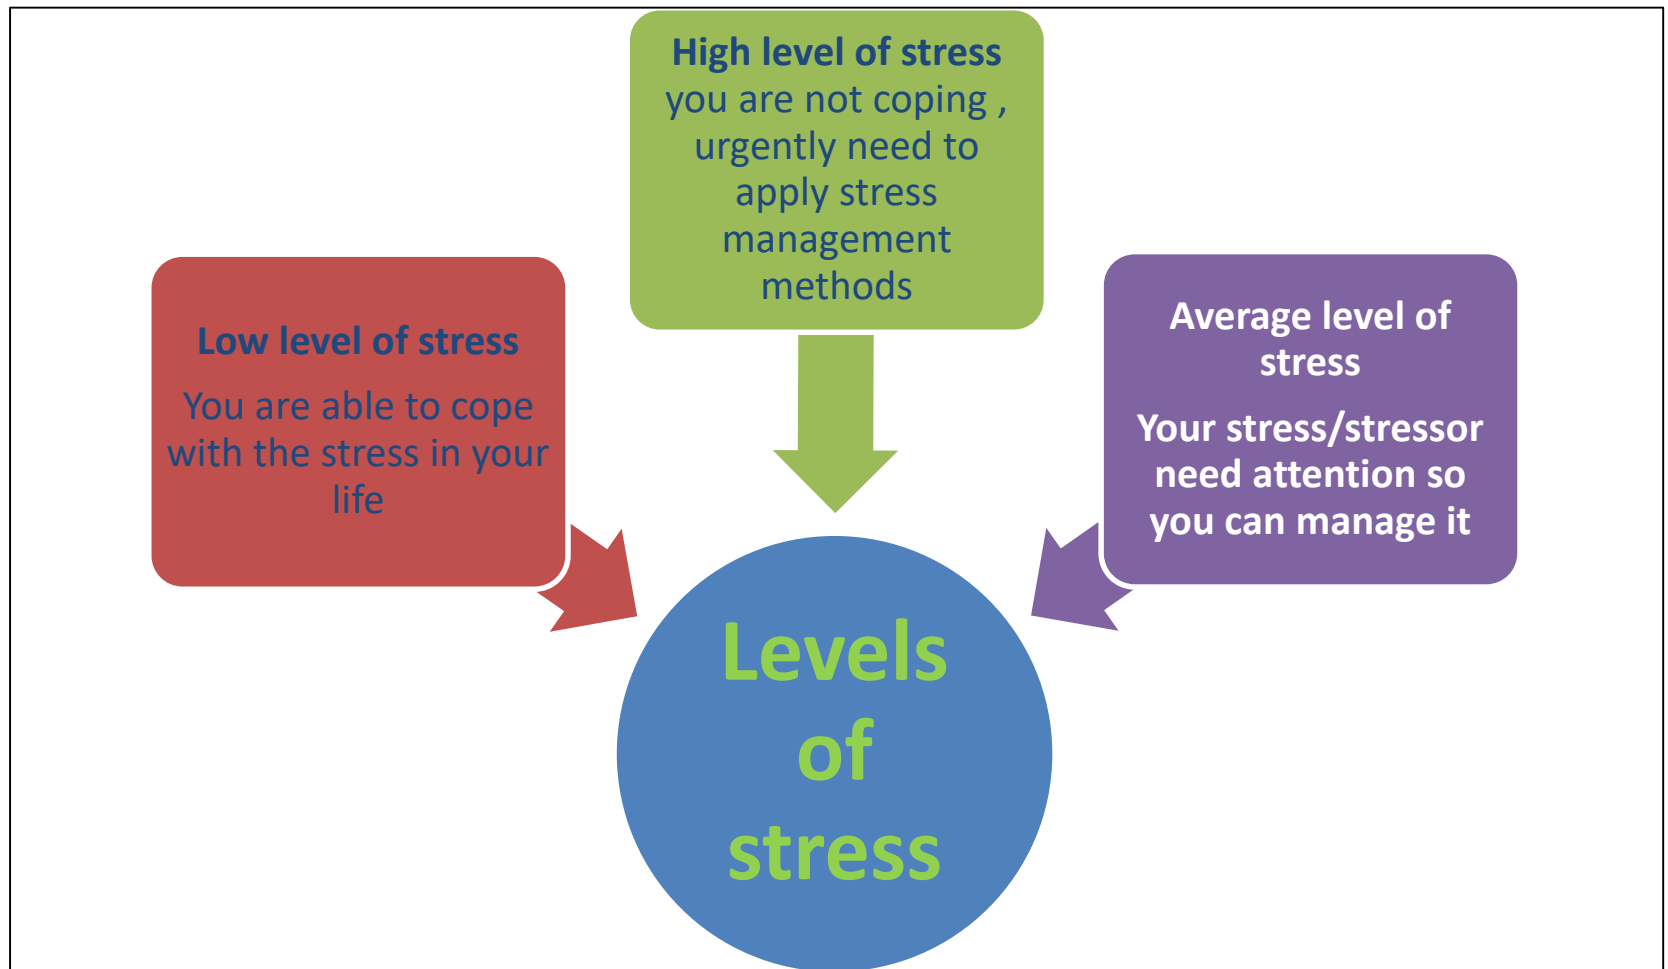 High level of stress
you are not coping ,
urgently need to
apply stress
management
methods
Low level of stress
You are able to cope
with the stress in your
life
Average level of
stress
Your stress/stressor
need attention so
you can manage it
Levels
of
stress